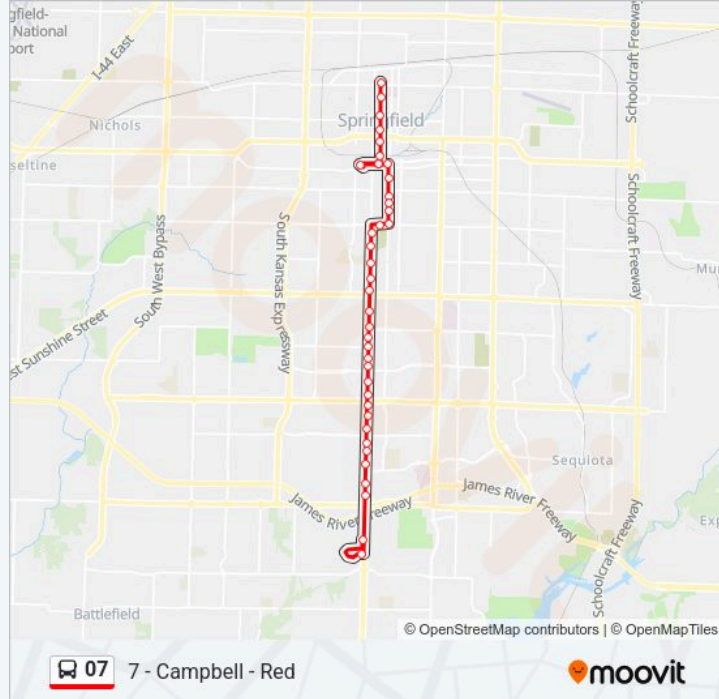 gfield-
National
port
I-44 East
Schoolcraft Freeway
Springfield
Nichols
seltine
Schoolcraft Freeway
South West Bypass
South Kansas Expressway
Mu
st Sunshine Street
Sequiota
James River Freeway
James River Freeway
Exp
Schoolcraft Freeway
Battlefield
© OpenStreetMap contributors | © OpenMapTiles
07 7 - Campbell - Red
moovit